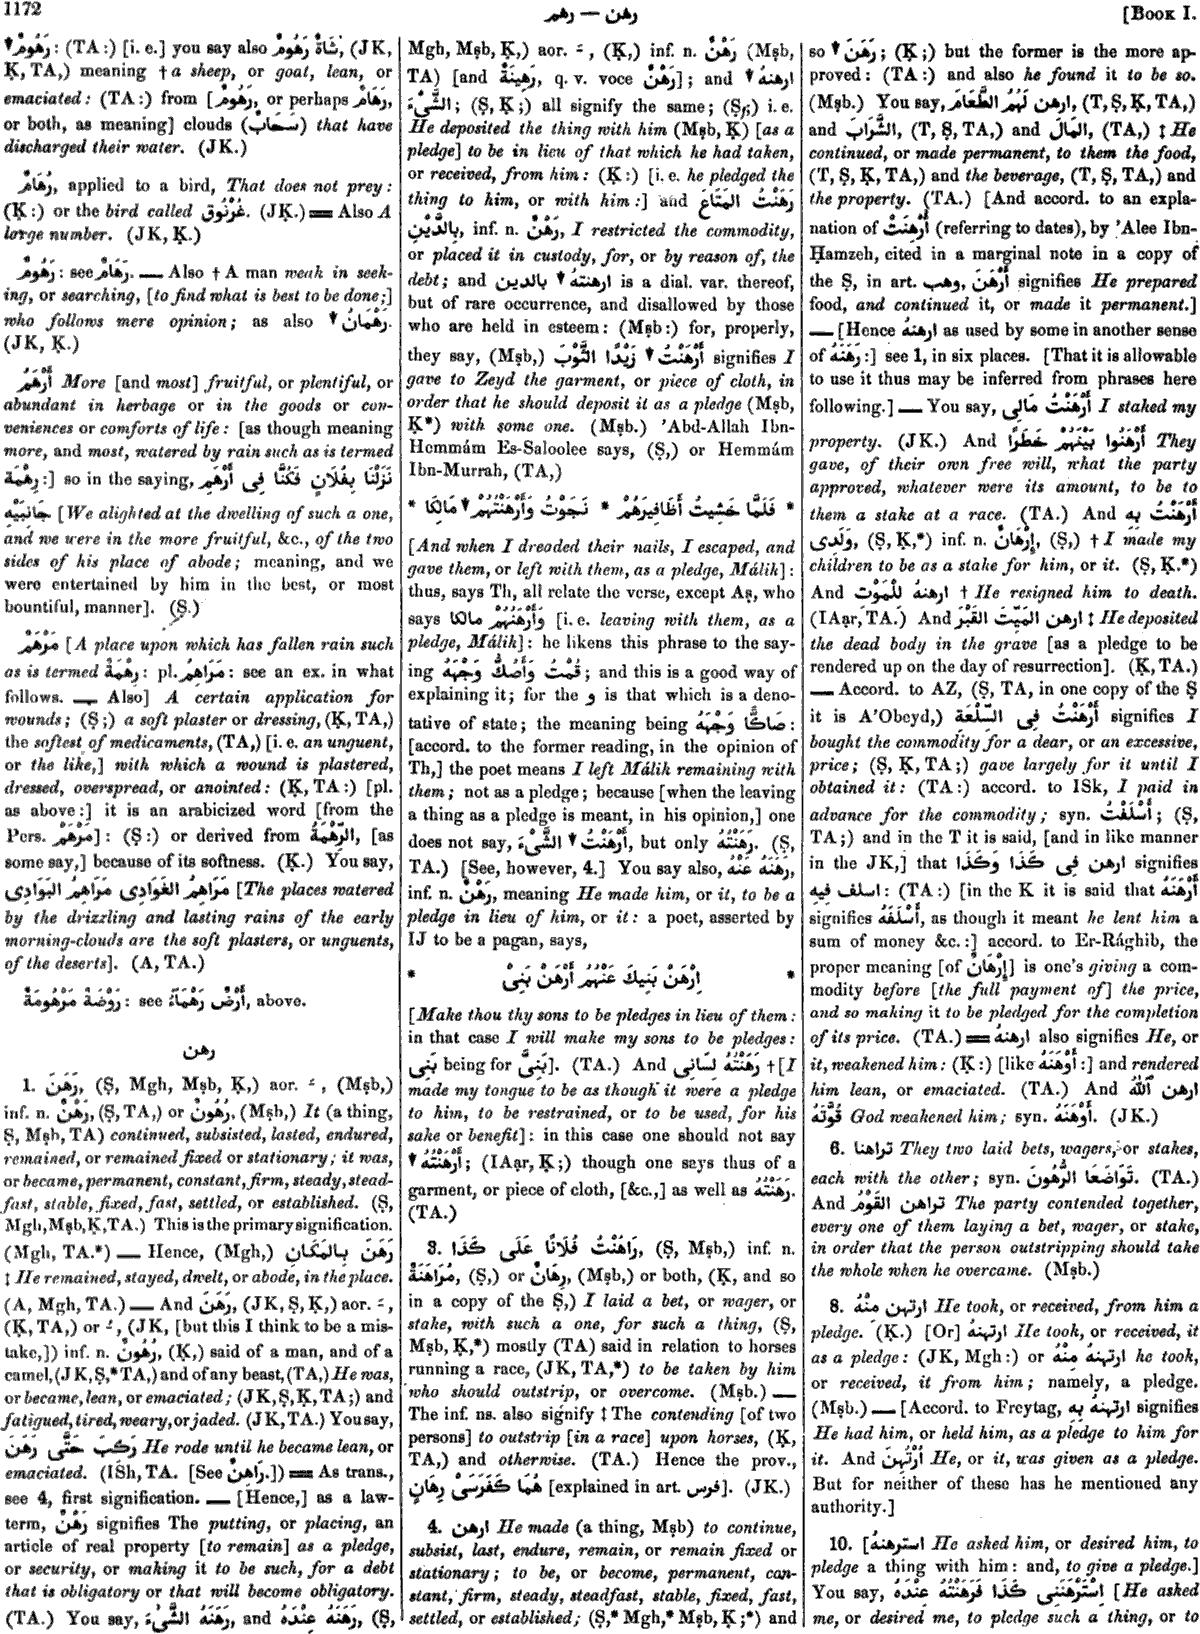 1172
رهن — رهم
[Book I.
رَهُومٌ▼: (TA:) [i. e.] you say also شَاةٌ رَهُومٌ, (JK,
Ḳ, TA,) meaning † a sheep, or goat, lean, or
emaciated: (TA:) from [رَهُومٌ, or perhaps رَهَامٌ,
or both, as meaning] clouds (سَحَابٌ) that have
discharged their water. (JK.)
رُهَامٌ, applied to a bird, That does not prey:
(Ḳ:) or the bird called غُرْنُوق. (JḲ.) ═ Also A
large number. (JK, Ḳ.)
رَهُومٌ: see رِهَامٌ. — Also † A man weak in seek-
ing, or searching, [to find what is best to be done;]
who follows mere opinion; as also ▼ رَهْمَانُ.
(JK, Ḳ.)
أَرْهَمُ More [and most] fruitful, or plentiful, or
abundant in herbage or in the goods or con-
veniences or comforts of life: [as though meaning
more, and most, watered by rain such as is termed
رِهْمَة:] so in the saying, نَزَلْنَا بِفُلَانٍ فَكُنَّا فِى أَرْهَمِ
جَانِبَيْهِ [We alighted at the dwelling of such a one,
and we were in the more fruitful, &c., of the two
sides of his place of abode; meaning, and we
were entertained by him in the best, or most
bountiful, manner]. (Ṣ.)
مَرْهَمٌ [A place upon which has fallen rain such
as is termed رِهْمَةٌ: pl. مَرَاهِمُ: see an ex. in what
follows. — Also] A certain application for
wounds; (Ṣ;) a soft plaster or dressing, (Ḳ, TA,)
the softest of medicaments, (TA,) [i. e. an unguent,
or the like,] with which a wound is plastered,
dressed, overspread, or anointed: (Ḳ, TA:) [pl.
as above:] it is an arabicized word [from the
Pers. مَرْهَمْ]: (Ṣ:) or derived from الرِّهْمَةُ, [as
some say,] because of its softness. (Ḳ.) You say,
مَرَاهِمُ الغَوَادِى مَرَاهِمُ البَوَادِى [The places watered
by the drizzling and lasting rains of the early
morning-clouds are the soft plasters, or unguents,
of the deserts]. (A, TA.)
رَوْضَةٌ مَرْهُومَةٌ: see أَرْضٌ رَهْمَآءُ, above.
رهن
1. رَهَنَ, (Ṣ, Mgh, Mṣb, Ḳ,) aor. ـَ, (Mṣb,)
inf. n. رَهْنٌ, (Ṣ, TA,) or رُهُونٌ, (Mṣb,) It (a thing,
Ṣ, Mṣb, TA) continued, subsisted, lasted, endured,
remained, or remained fixed or stationary; it was,
or became, permanent, constant, firm, steady, stead-
fast, stable, fixed, fast, settled, or established. (Ṣ,
Mgh, Mṣb, Ḳ, TA.) This is the primary signification.
(Mgh, TA.*) — Hence, (Mgh,) رَهَنَ بِالمَكَانِ
‡ He remained, stayed, dwelt, or abode, in the place.
(A, Mgh, TA.) — And رَهَنَ, (JK, Ṣ, Ḳ,) aor. ـَ,
(Ḳ, TA,) or ـُ, (JK, [but this I think to be a mis-
take,]) inf. n. رُهُونٌ, (Ḳ,) said of a man, and of a
camel, (JK, Ṣ,* TA,) and of any beast, (TA,) He was,
or became, lean, or emaciated; (JK, Ṣ, Ḳ, TA;) and
fatigued, tired, weary, or jaded. (JK, TA.) You say,
رَكِبَ حَتَّى رَهَنَ He rode until he became lean, or
emaciated. (ISh, TA. [See رَاهِنٌ.]) ═ As trans.,
see 4, first signification. — [Hence,] as a law-
term, رَهْنٌ signifies The putting, or placing, an
article of real property [to remain] as a pledge,
or security, or making it to be such, for a debt
that is obligatory or that will become obligatory.
(TA.) You say, رَهَنَهُ الشَّىْءَ, and رَهَنَهُ عِنْدَهُ, (Ṣ,
Mgh, Mṣb, Ḳ,) aor. ـَ, (Ḳ,) inf. n. رَهْنٌ (Mṣb,
TA) [and رَهِينَةٌ, q. v. voce رَهْنٌ]; and ▼ ارهنهُ
الشَّىْءَ; (Ṣ, Ḳ;) all signify the same; (Ṣ;) i. e.
He deposited the thing with him (Mṣb, Ḳ) [as a
pledge] to be in lieu of that which he had taken,
or received, from him: (Ḳ:) [i. e. he pledged the
thing to him, or with him:] and رَهَنْتُ المَتَاعَ
بِالدَّيْنِ, inf. n. رَهْنٌ, I restricted the commodity,
or placed it in custody, for, or by reason of, the
debt; and ارهنتهُ ▼ بالدين is a dial. var. thereof,
but of rare occurrence, and disallowed by those
who are held in esteem: (Mṣb:) for, properly,
they say, (Mṣb,) أَرْهَنْتُ ▼ زَيْدًا الثَّوْبَ signifies I
gave to Zeyd the garment, or piece of cloth, in
order that he should deposit it as a pledge (Mṣb,
Ḳ*) with some one. (Mṣb.) 'Abd-Allah Ibn-
Hemmám Es-Saloolee says, (Ṣ,) or Hemmám
Ibn-Murrah, (TA,)
* فَلَمَّا خَشِيتُ أَظَافِيرَهُمْ * نَجَوْتُ وَأَرْهَنْتُهُمْ▼ مَالِكَا *
[And when I dreaded their nails, I escaped, and
gave them, or left with them, as a pledge, Málik]:
thus, says Th, all relate the verse, except Aṣ, who
says وَأَرْهَنُهُمْ مالكا [i. e. leaving with them, as a
pledge, Málik]: he likens this phrase to the say-
ing قُمْتُ وَأَصُكُّ وَجْهَهُ; and this is a good way of
explaining it; for the و is that which is a deno-
tative of state; the meaning being صَاكًّا وَجْهَهُ:
[accord. to the former reading, in the opinion of
Th,] the poet means I left Málik remaining with
them; not as a pledge; because [when the leaving
a thing as a pledge is meant, in his opinion,] one
does not say, أَرْهَنْتُ ▼ الشَّىْءَ, but only رَهَنْتُهُ. (Ṣ,
TA.) [See, however, 4.] You say also, رَهَنَهُ عَنْهُ,
inf. n. رَهْنٌ, meaning He made him, or it, to be a
pledge in lieu of him, or it: a poet, asserted by
IJ to be a pagan, says,
* اِرْهَنْ بَنِيكَ عَنْهُمُ أَرْهَنْ بَنِىْ *
[Make thou thy sons to be pledges in lieu of them:
in that case I will make my sons to be pledges:
بَنِى being for بَنِىَّ]. (TA.) And رَهَنْتُهُ لِسَانِى †[I
made my tongue to be as though it were a pledge
to him, to be restrained, or to be used, for his
sake or benefit]: in this case one should not say
▼ أَرْهَنْتُهُ; (IAạr, Ḳ;) though one says thus of a
garment, or piece of cloth, [&c.,] as well as رَهَنْتُهُ.
(TA.)
3. رَاهَنْتُ فُلَانًا عَلَى كَذَا, (Ṣ, Mṣb,) inf. n.
مُرَاهَنَةٌ, (Ṣ,) or رِهَانٌ, (Mṣb,) or both, (Ḳ, and so
in a copy of the Ṣ,) I laid a bet, or wager, or
stake, with such a one, for such a thing, (Ṣ,
Mṣb, Ḳ,*) mostly (TA) said in relation to horses
running a race, (JK, TA,*) to be taken by him
who should outstrip, or overcome. (Mṣb.) —
The inf. ns. also signify ‡ The contending [of two
persons] to outstrip [in a race] upon horses, (Ḳ,
TA,) and otherwise. (TA.) Hence the prov.,
هُمَا كَفَرَسَىْ رِهَانٍ [explained in art. فرس]. (JK.)
4. ارهن He made (a thing, Mṣb) to continue,
subsist, last, endure, remain, or remain fixed or
stationary; to be, or become, permanent, con-
stant, firm, steady, steadfast, stable, fixed, fast,
settled, or established; (Ṣ,* Mgh,* Mṣb, Ḳ;*) and
so ▼ رَهَنَ; (Ḳ;) but the former is the more ap-
proved: (TA:) and also he found it to be so.
(Mṣb.) You say, ارهن لَهُمُ الطَّعَامَ, (T, Ṣ, Ḳ, TA,)
and الشَّرَابَ, (T, Ṣ, TA,) and المَالَ, (TA,) ‡ He
continued, or made permanent, to them the food,
(T, Ṣ, Ḳ, TA,) and the beverage, (T, Ṣ, TA,) and
the property. (TA.) [And accord. to an expla-
nation of أُرْهِنَتْ (referring to dates), by 'Alee Ibn-
Ḥamzeh, cited in a marginal note in a copy of
the Ṣ, in art. وهب, أَرْهَنَ signifies He prepared
food, and continued it, or made it permanent.]
— [Hence ارهنهُ as used by some in another sense
of رَهَنَهُ:] see 1, in six places. [That it is allowable
to use it thus may be inferred from phrases here
following.] — You say, أَرْهَنْتُ مَالِى I staked my
property. (JK.) And أَرْهَنُوا بَيْنَهُمْ خَطَرًا They
gave, of their own free will, what the party
approved, whatever were its amount, to be to
them a stake at a race. (TA.) And أَرْهَنْتُ بِهِ
وَلَدِى, (Ṣ, Ḳ,*) inf. n. إِرْهَانٌ, (Ṣ,) † I made my
children to be as a stake for him, or it. (Ṣ, Ḳ.*)
And ارهنهُ لِلْمَوْتِ † He resigned him to death.
(IAạr, TA.) And ارهن المَيِّتَ القَبْرَ ‡ He deposited
the dead body in the grave [as a pledge to be
rendered up on the day of resurrection]. (Ḳ, TA.)
— Accord. to AZ, (Ṣ, TA, in one copy of the Ṣ
it is A'Obeyd,) أَرْهَنْتُ فِى السِّلْعَةِ signifies I
bought the commodity for a dear, or an excessive,
price; (Ṣ, Ḳ, TA;) gave largely for it until I
obtained it: (TA:) accord. to ISk, I paid in
advance for the commodity; syn. أَسْلَفْتُ; (Ṣ,
TA;) and in the T it is said, [and in like manner
in the JK,] that ارهن فِى كَذَا وَكَذَا signifies
اسلف فِيهِ: (TA:) [in the K it is said that أَرْهَنَهُ
signifies أَسْلَفَهُ, as though it meant he lent him a
sum of money &c.:] accord. to Er-Rághib, the
proper meaning [of إِرْهَانٌ] is one's giving a com-
modity before [the full payment of] the price,
and so making it to be pledged for the completion
of its price. (TA.) ═ ارهنهُ also signifies He, or
it, weakened him: (Ḳ:) [like أَوْهَنَهُ:] and rendered
him lean, or emaciated. (TA.) And ارهن ٱللّٰهُ
قُوَّتَهُ God weakened him; syn. أَوْهَنَهُ. (JK.)
6. تراهنا They two laid bets, wagers, or stakes,
each with the other; syn. تَوَاضَعَا الرُّهُونَ. (TA.)
And تراهن القَوْمُ The party contended together,
every one of them laying a bet, wager, or stake,
in order that the person outstripping should take
the whole when he overcame. (Mṣb.)
8. ارتهن مِنْهُ He took, or received, from him a
pledge. (Ḳ.) [Or] ارتهنهُ He took, or received, it
as a pledge: (JK, Mgh:) or ارتهنهُ مِنْهُ he took,
or received, it from him; namely, a pledge.
(Mṣb.) — [Accord. to Freytag, ارتهنهُ بِهِ signifies
He had him, or held him, as a pledge to him for
it. And اُرْتُهِنَ He, or it, was given as a pledge.
But for neither of these has he mentioned any
authority.]
10. [استرهنهُ He asked him, or desired him, to
pledge a thing with him: and, to give a pledge.]
You say, اِسْتَرْهَنَنِى كَذَا فَرَهَنْتُهُ عِنْدَهُ [He asked
me, or desired me, to pledge such a thing, or to